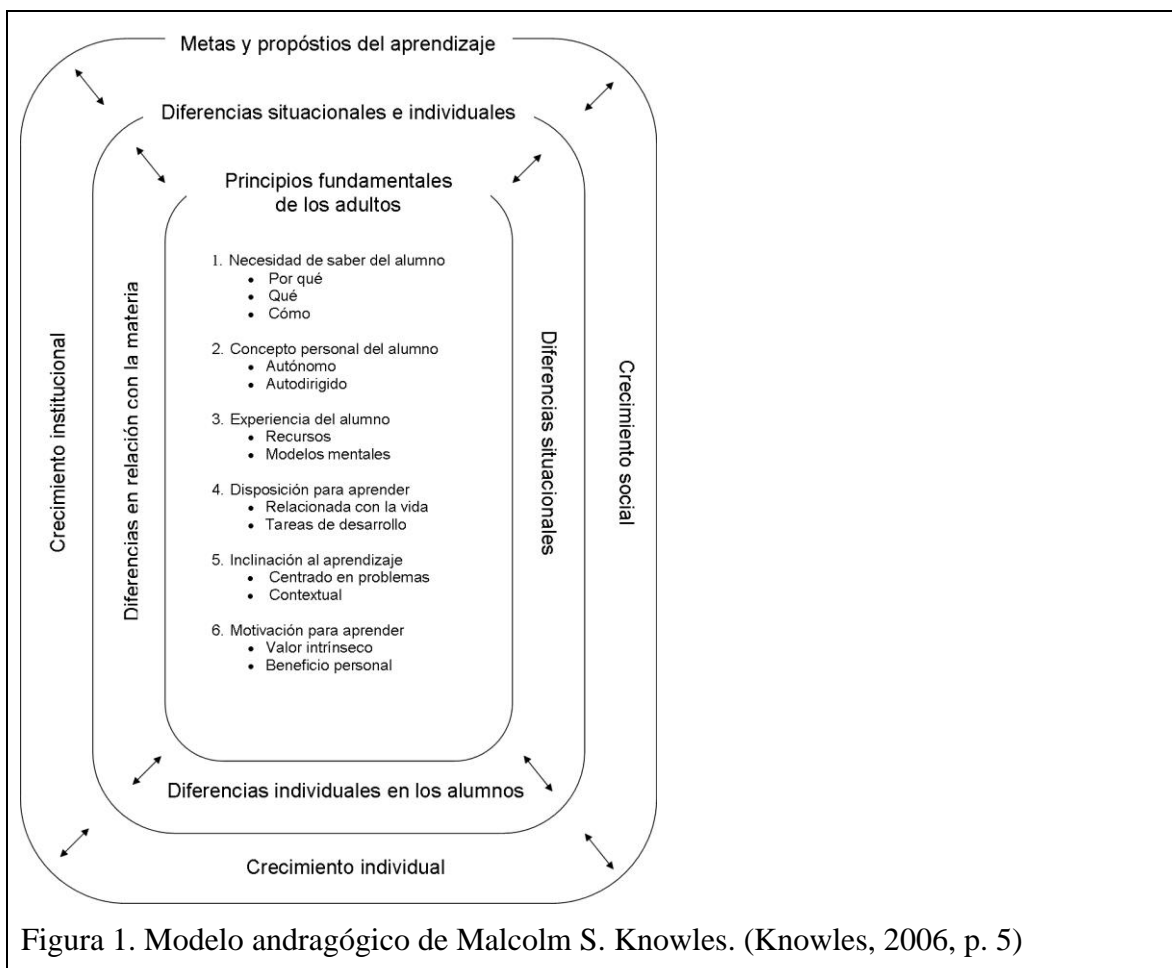 Metas y propóstios del aprendizaje
Diferencias situacionales e individuales
Principios fundamentales
de los adultos
1. Necesidad de saber del alumno
• Por qué
• Qué
• Cómo
2. Concepto personal del alumno
• Autónomo
• Autodirigido
3. Experiencia del alumno
• Recursos
• Modelos mentales
4. Disposición para aprender
• Relacionada con la vida
• Tareas de desarrollo
5. Inclinación al aprendizaje
• Centrado en problemas
• Contextual
6. Motivación para aprender
• Valor intrínseco
• Beneficio personal
Crecimiento institucional
Diferencias en relación con la materia
Diferencias situacionales
Crecimiento social
Diferencias individuales en los alumnos
Crecimiento individual
Figura 1. Modelo andragógico de Malcolm S. Knowles. (Knowles, 2006, p. 5)